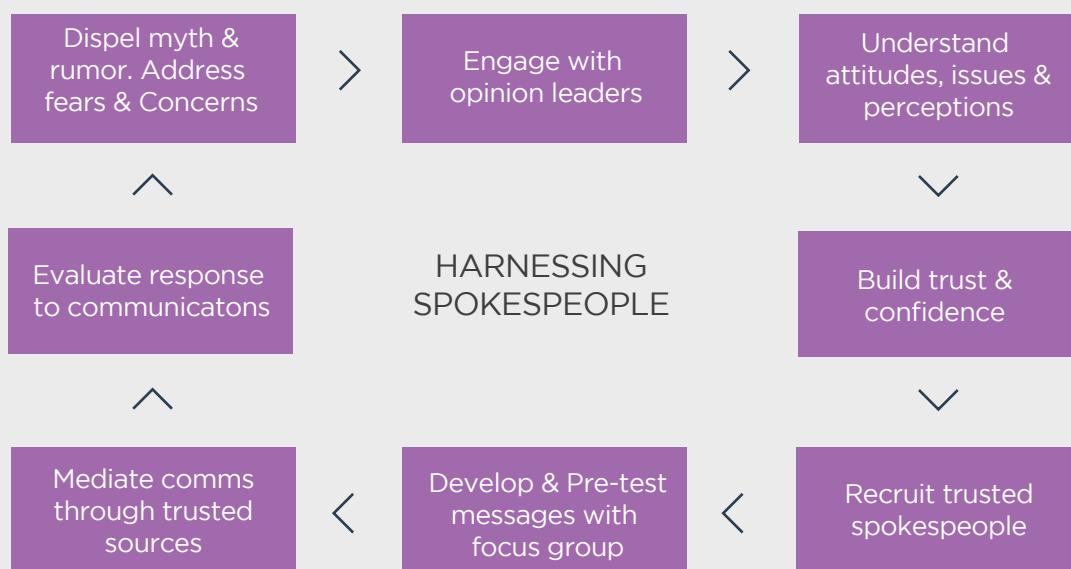 Dispel myth &
rumor. Address
fears & Concerns
Engage with
opinion leaders
Understand
attitudes, issues &
perceptions
Evaluate response
to communicatons
HARNESSING
SPOKESPEOPLE
Build trust &
confidence
Mediate comms
through trusted
sources
Develop & Pre-test
messages with
focus group
Recruit trusted
spokespeople